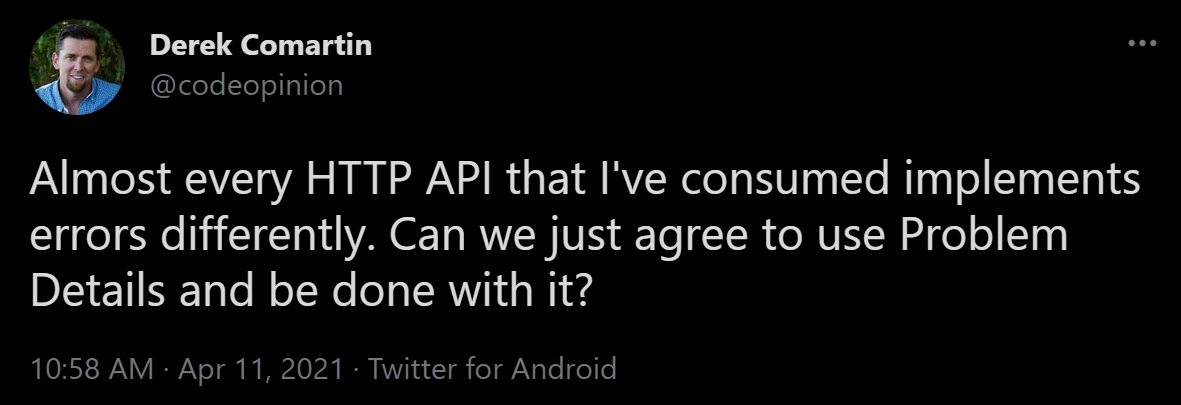 Derek Comartin
@codeopinion
Almost every HTTP API that I've consumed implements
errors differently. Can we just agree to use Problem
Details and be done with it?
10:58 AM · Apr 11, 2021 · Twitter for Android